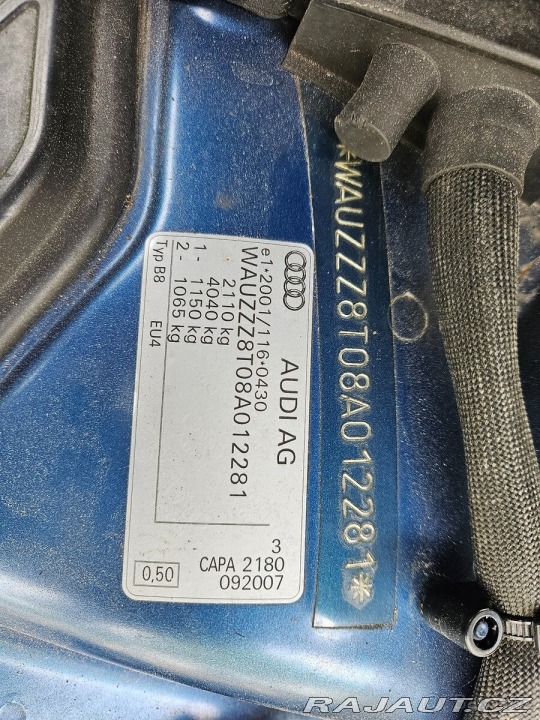 *WAUZZZ8T08A012281*
AUDI AG
e1*2001/116*0430
WAUZZZ8T08A012281
2110 kg
4040 kg
1- 1150 kg
2- 1065 kg
Typ B8 EU4
3
CAPA 2180
092007
0,50
RAJAUT.CZ